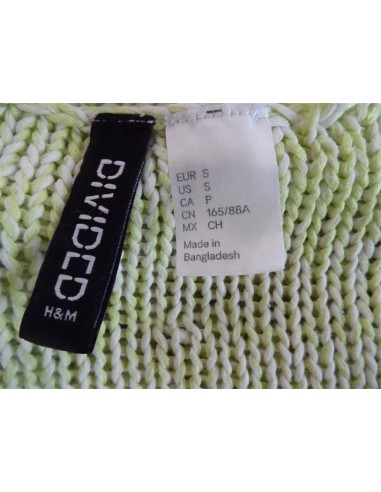 DIVIDED
H&M
EUR S
US S
CA P
CN 165/88A
MX CH
Made in
Bangladesh